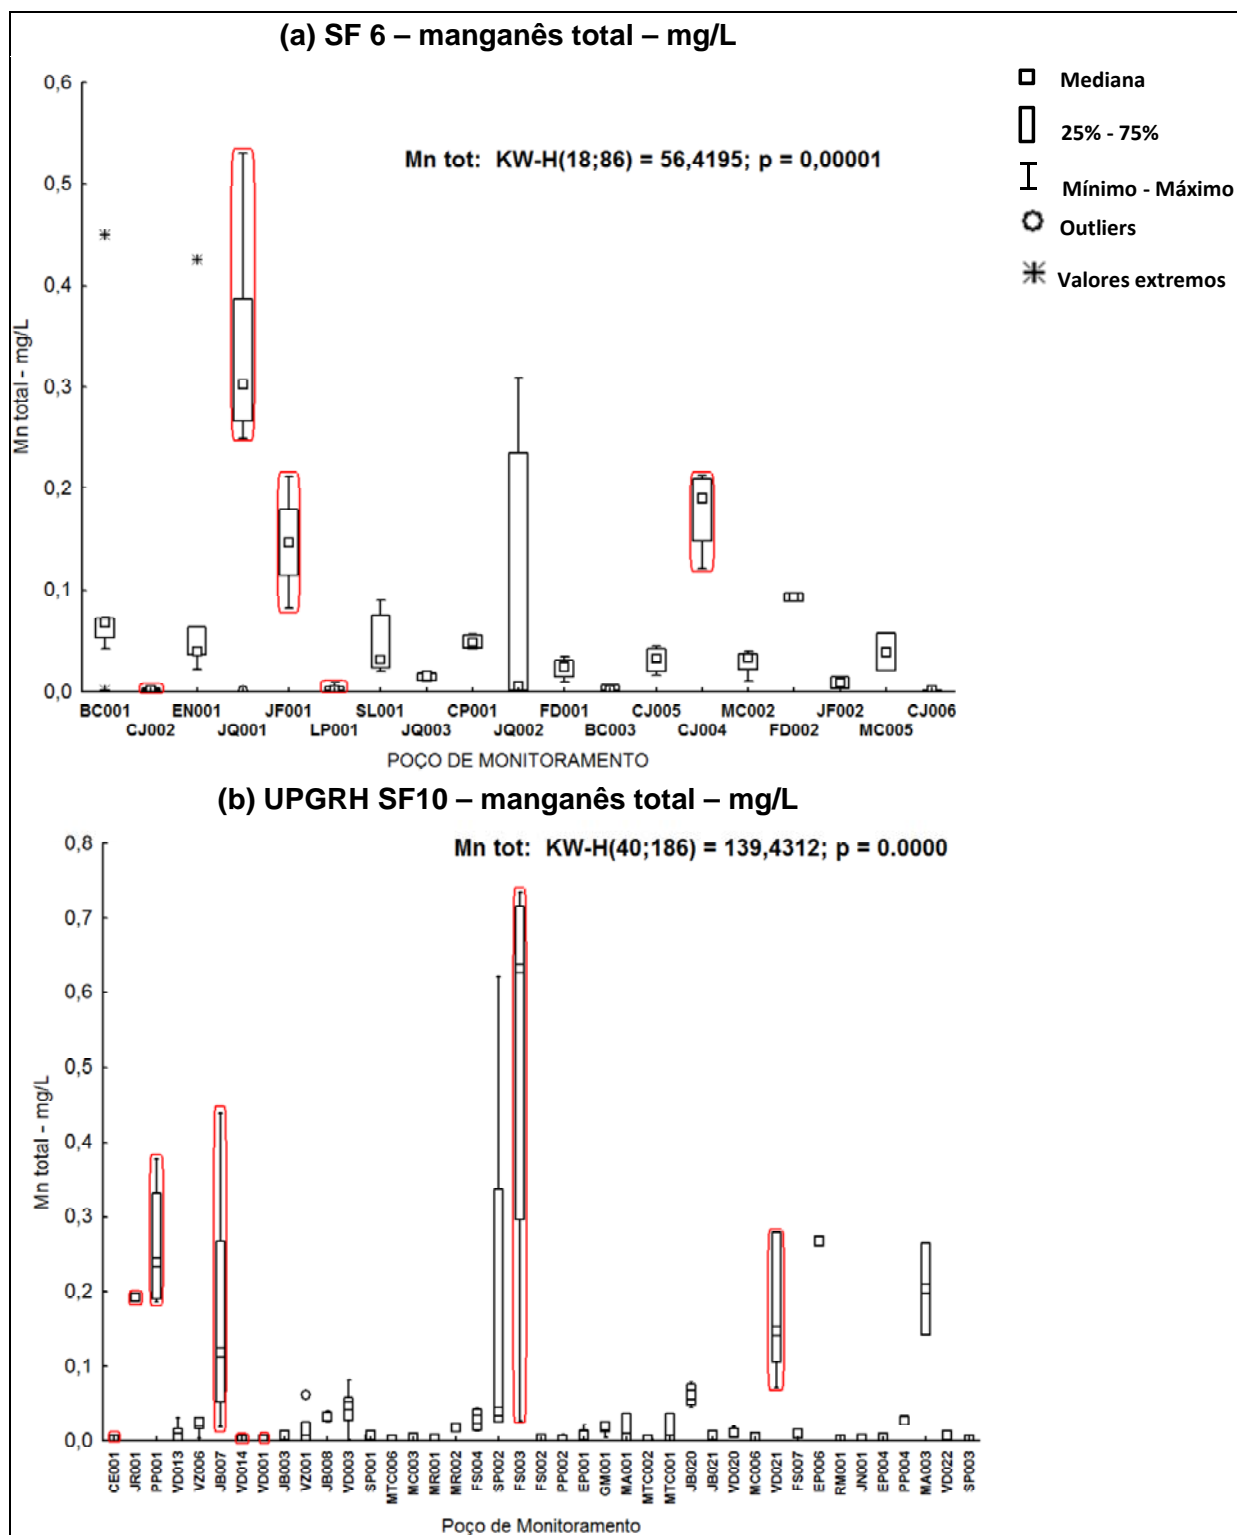 (a) SF 6 – manganês total – mg/L
Mn tot: KW-H(18;86) = 56,4195; p = 0,00001
Mediana
25% - 75%
Mínimo - Máximo
Outliers
Valores extremos
Mn total - mg/L
0,6
0,5
0,4
0,3
0,2
0,1
0,0
BC001 EN001 JF001 SL001 CP001 FD001 CJ005 MC002 JF002 CJ006
CJ002 JQ001 LP001 JQ003 JQ002 BC003 CJ004 FD002 MC005
POÇO DE MONITORAMENTO
(b) UPGRH SF10 – manganês total – mg/L
Mn tot: KW-H(40;186) = 139,4312; p = 0.0000
Mn total - mg/L
0,8
0,7
0,6
0,5
0,4
0,3
0,2
0,1
0,0
CE001
JR001
PP001
VD013
VZ006
JB007
VD014
VD001
JB003
VZ001
JB008
VD003
SP001
MTC006
MC003
MR001
MR002
FS004
SP002
FS003
FS002
PP002
EP001
GM001
MA001
MTC002
MTC001
JB020
JB021
VD020
MC006
VD021
FS007
EP006
RM001
JN001
EP004
PP004
MA003
VD022
SP003
Poço de Monitoramento